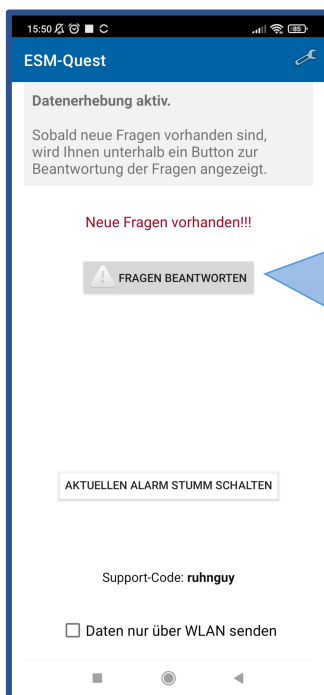 15:50
85
ESM-Quest
Datenerhebung aktiv.
Sobald neue Fragen vorhanden sind,
wird Ihnen unterhalb ein Button zur
Beantwortung der Fragen angezeigt.
Neue Fragen vorhanden!!!
FRAGEN BEANTWORTEN
AKTUELLEN ALARM STUMM SCHALTEN
Support-Code: ruhnguy
Daten nur über WLAN senden